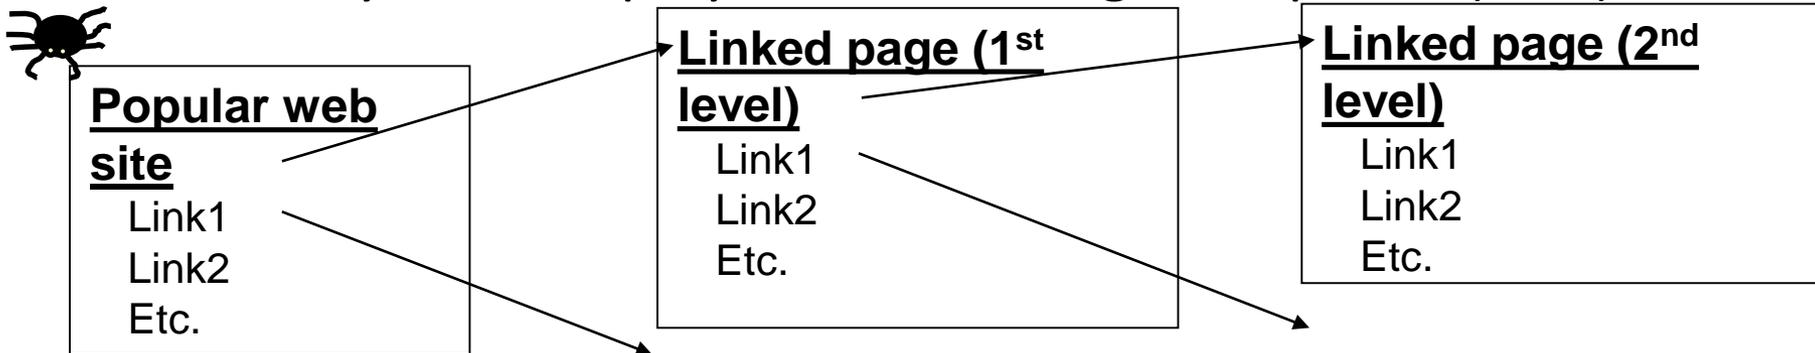 Popular web
site
Link1
Link2
Etc.
Linked page (1st
level)
Link1
Link2
Etc.
Linked page (2nd
level)
Link1
Link2
Etc.